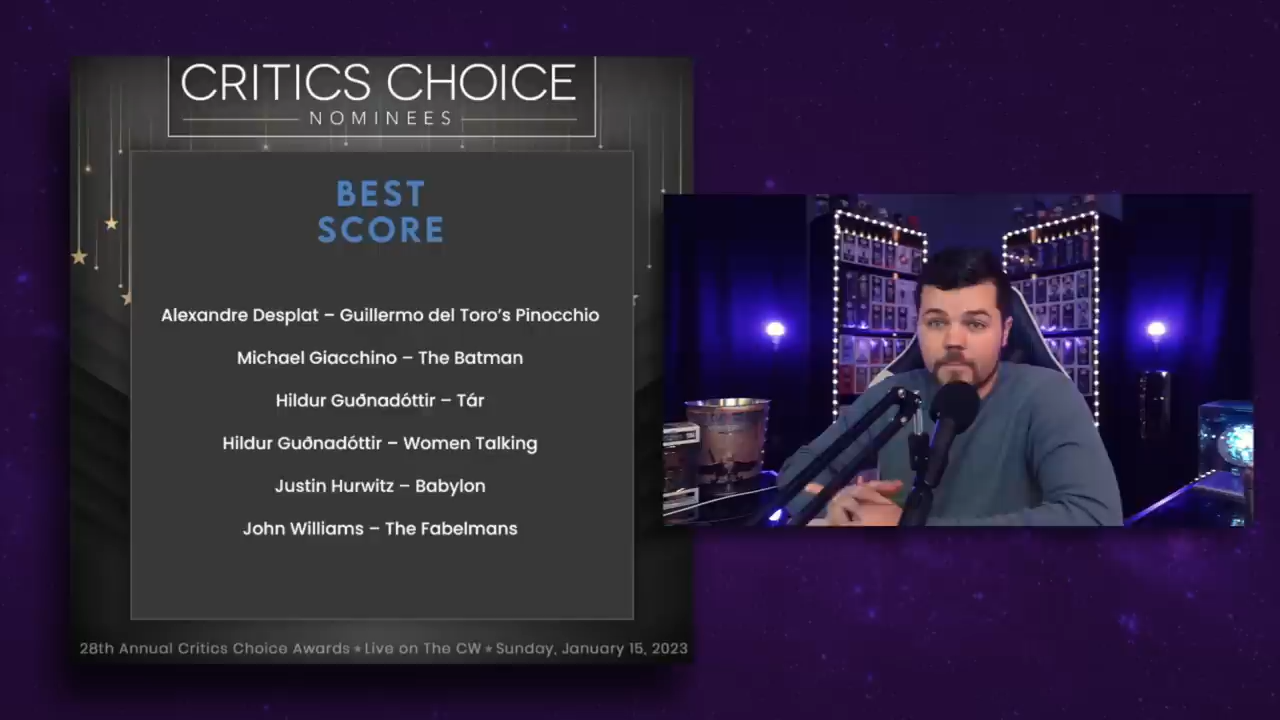 CRITICS CHOICE
NOMINEES
BEST
SCORE
Alexandre Desplat – Guillermo del Toro's Pinocchio
Michael Giacchino – The Batman
Hildur Guðnadóttir – Tár
Hildur Guðnadóttir – Women Talking
Justin Hurwitz – Babylon
John Williams – The Fabelmans
28th Annual Critics Choice Awards ★ Live on The CW ★ Sunday, January 15, 2023